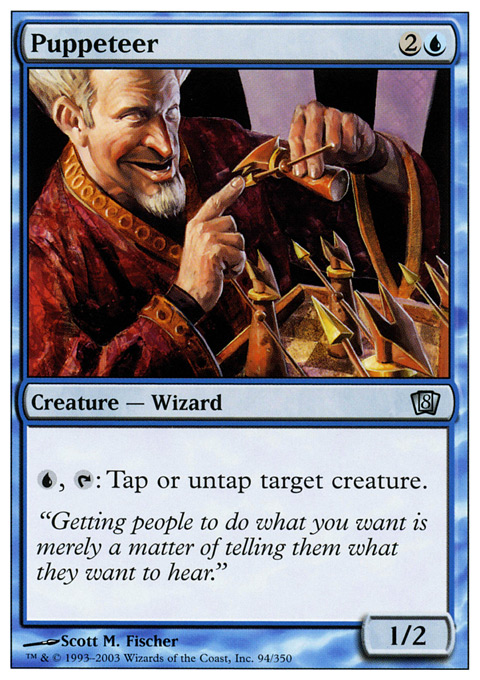 Puppeteer 2
Creature — Wizard 8
, : Tap or untap target creature.
“Getting people to do what you want is
merely a matter of telling them what
they want to hear.”
1/2
Scott M. Fischer
™ & © 1993–2003 Wizards of the Coast, Inc. 94/350